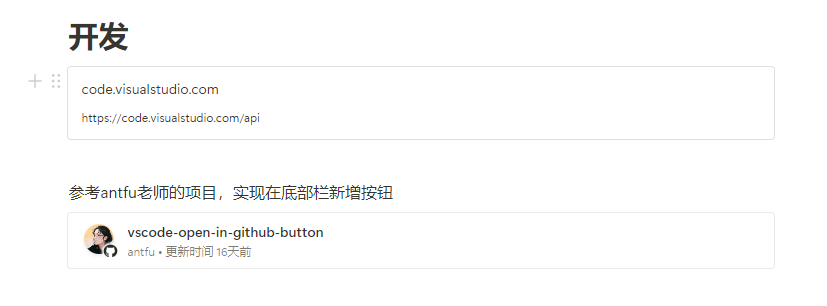 开发
code.visualstudio.com
https://code.visualstudio.com/api
参考antfu老师的项目，实现在底部栏新增按钮
vscode-open-in-github-button
antfu • 更新时间 16天前